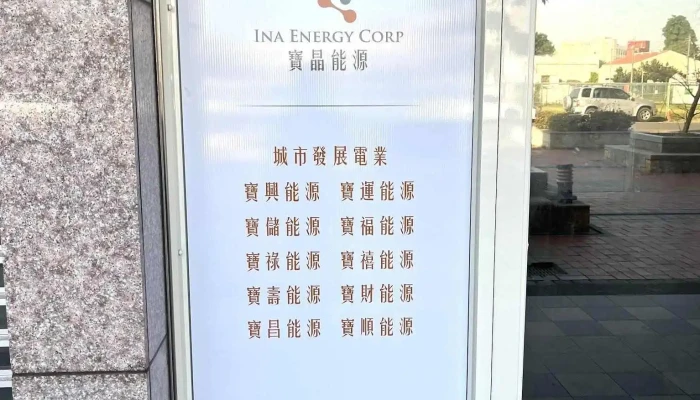 INA ENERGY CORP
寶晶能源
城市發展電業
寶興能源 寶運能源
寶儲能源 寶福能源
寶祿能源 寶禧能源
寶壽能源 寶財能源
寶昌能源 寶順能源